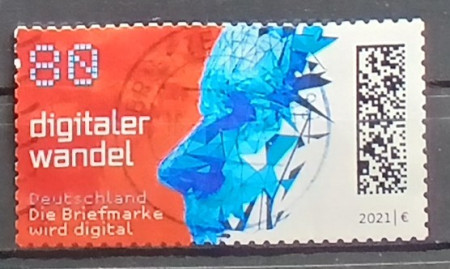 80
digitaler
wandel
Deutschland
Die Briefmarke
wird digital
2021|€